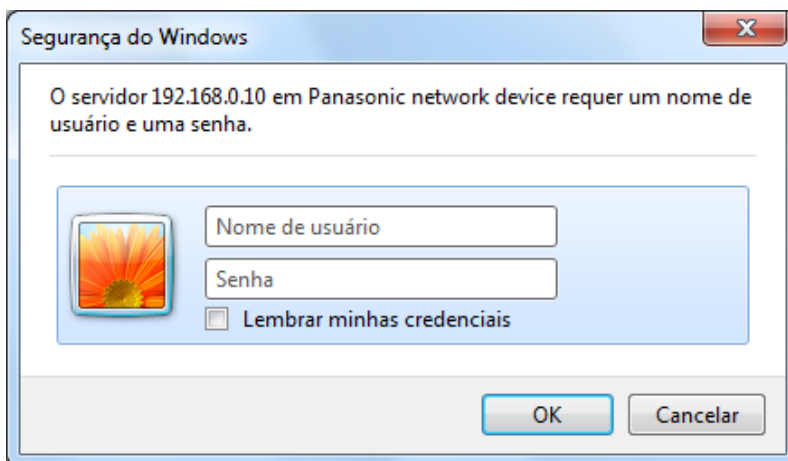 Segurança do Windows
O servidor 192.168.0.10 em Panasonic network device requer um nome de
usuário e uma senha.
Nome de usuário
Senha
Lembrar minhas credenciais
OK
Cancelar